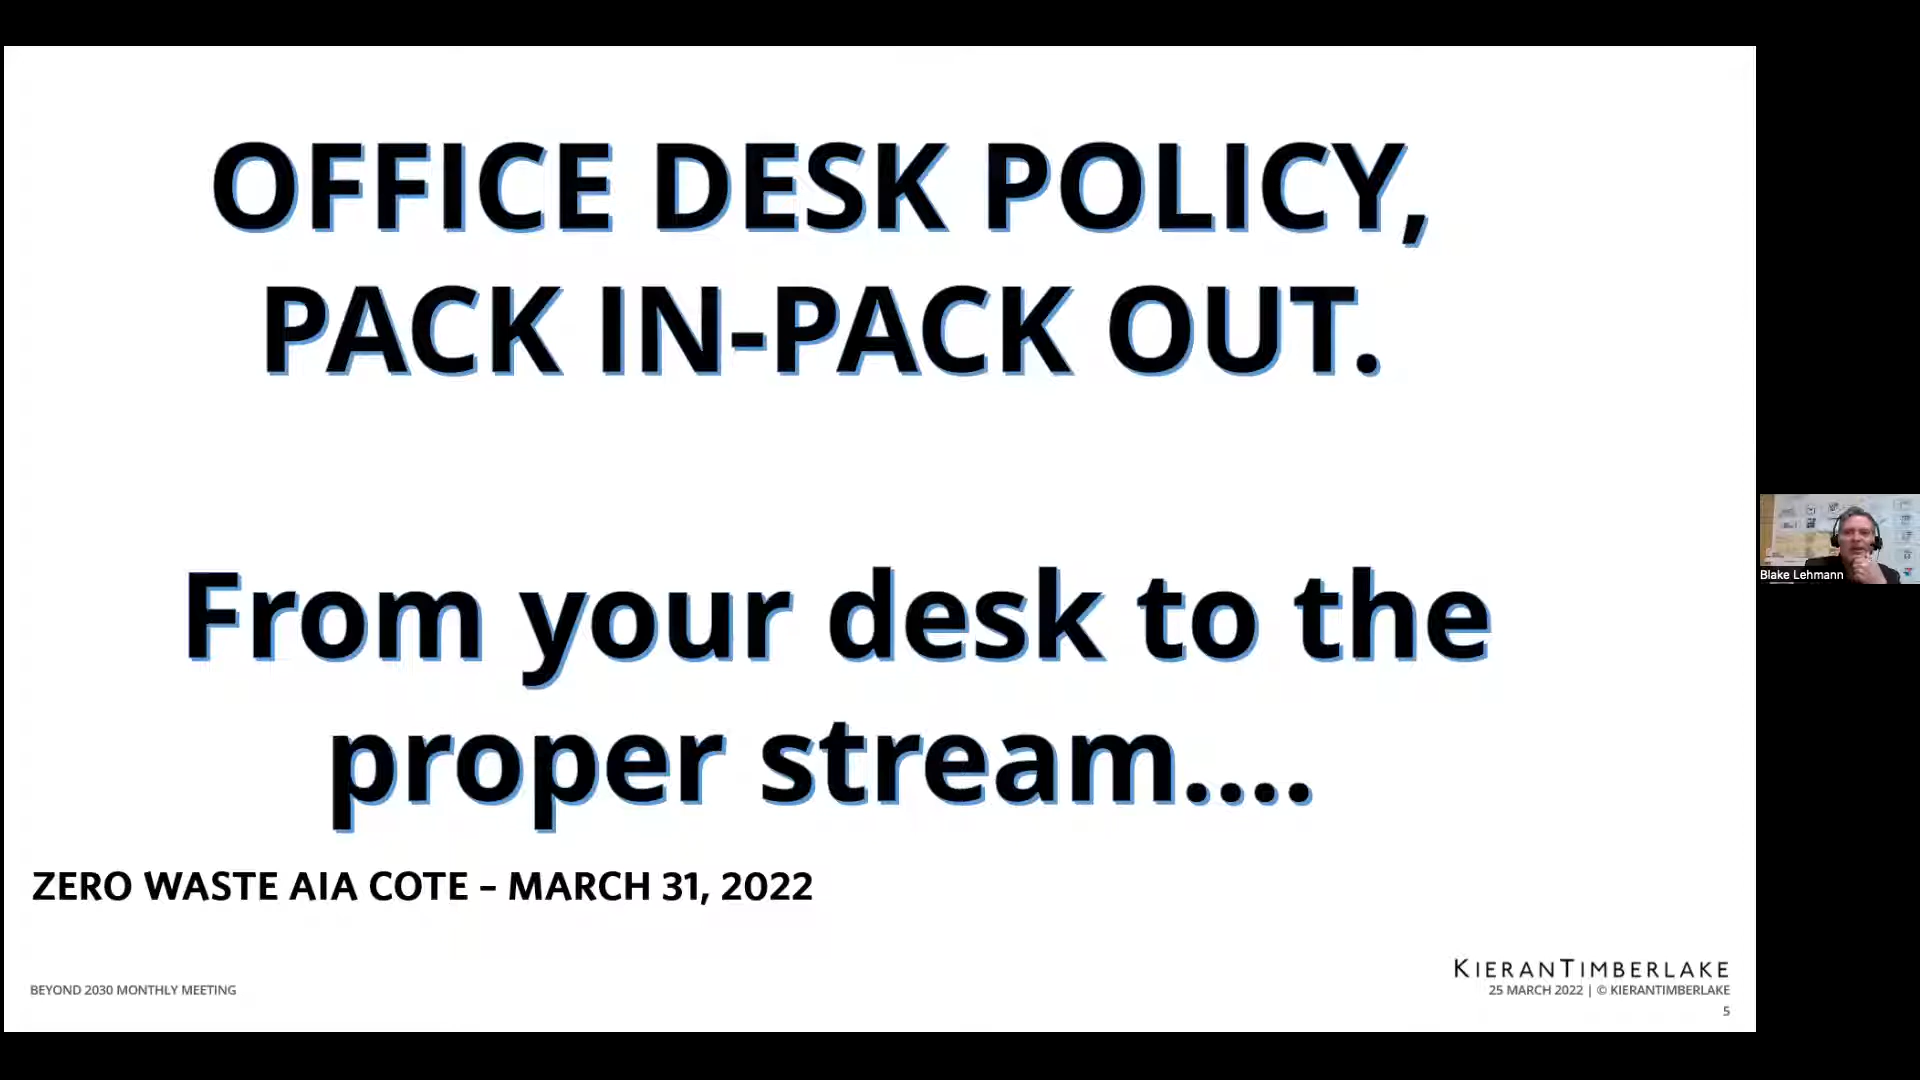 OFFICE DESK POLICY,
PACK IN-PACK OUT.
From your desk to the
proper stream....
ZERO WASTE AIA COTE – MARCH 31, 2022
BEYOND 2030 MONTHLY MEETING
KIERANTIMBERLAKE
25 MARCH 2022 | © KIERANTIMBERLAKE
5
Blake Lehmann